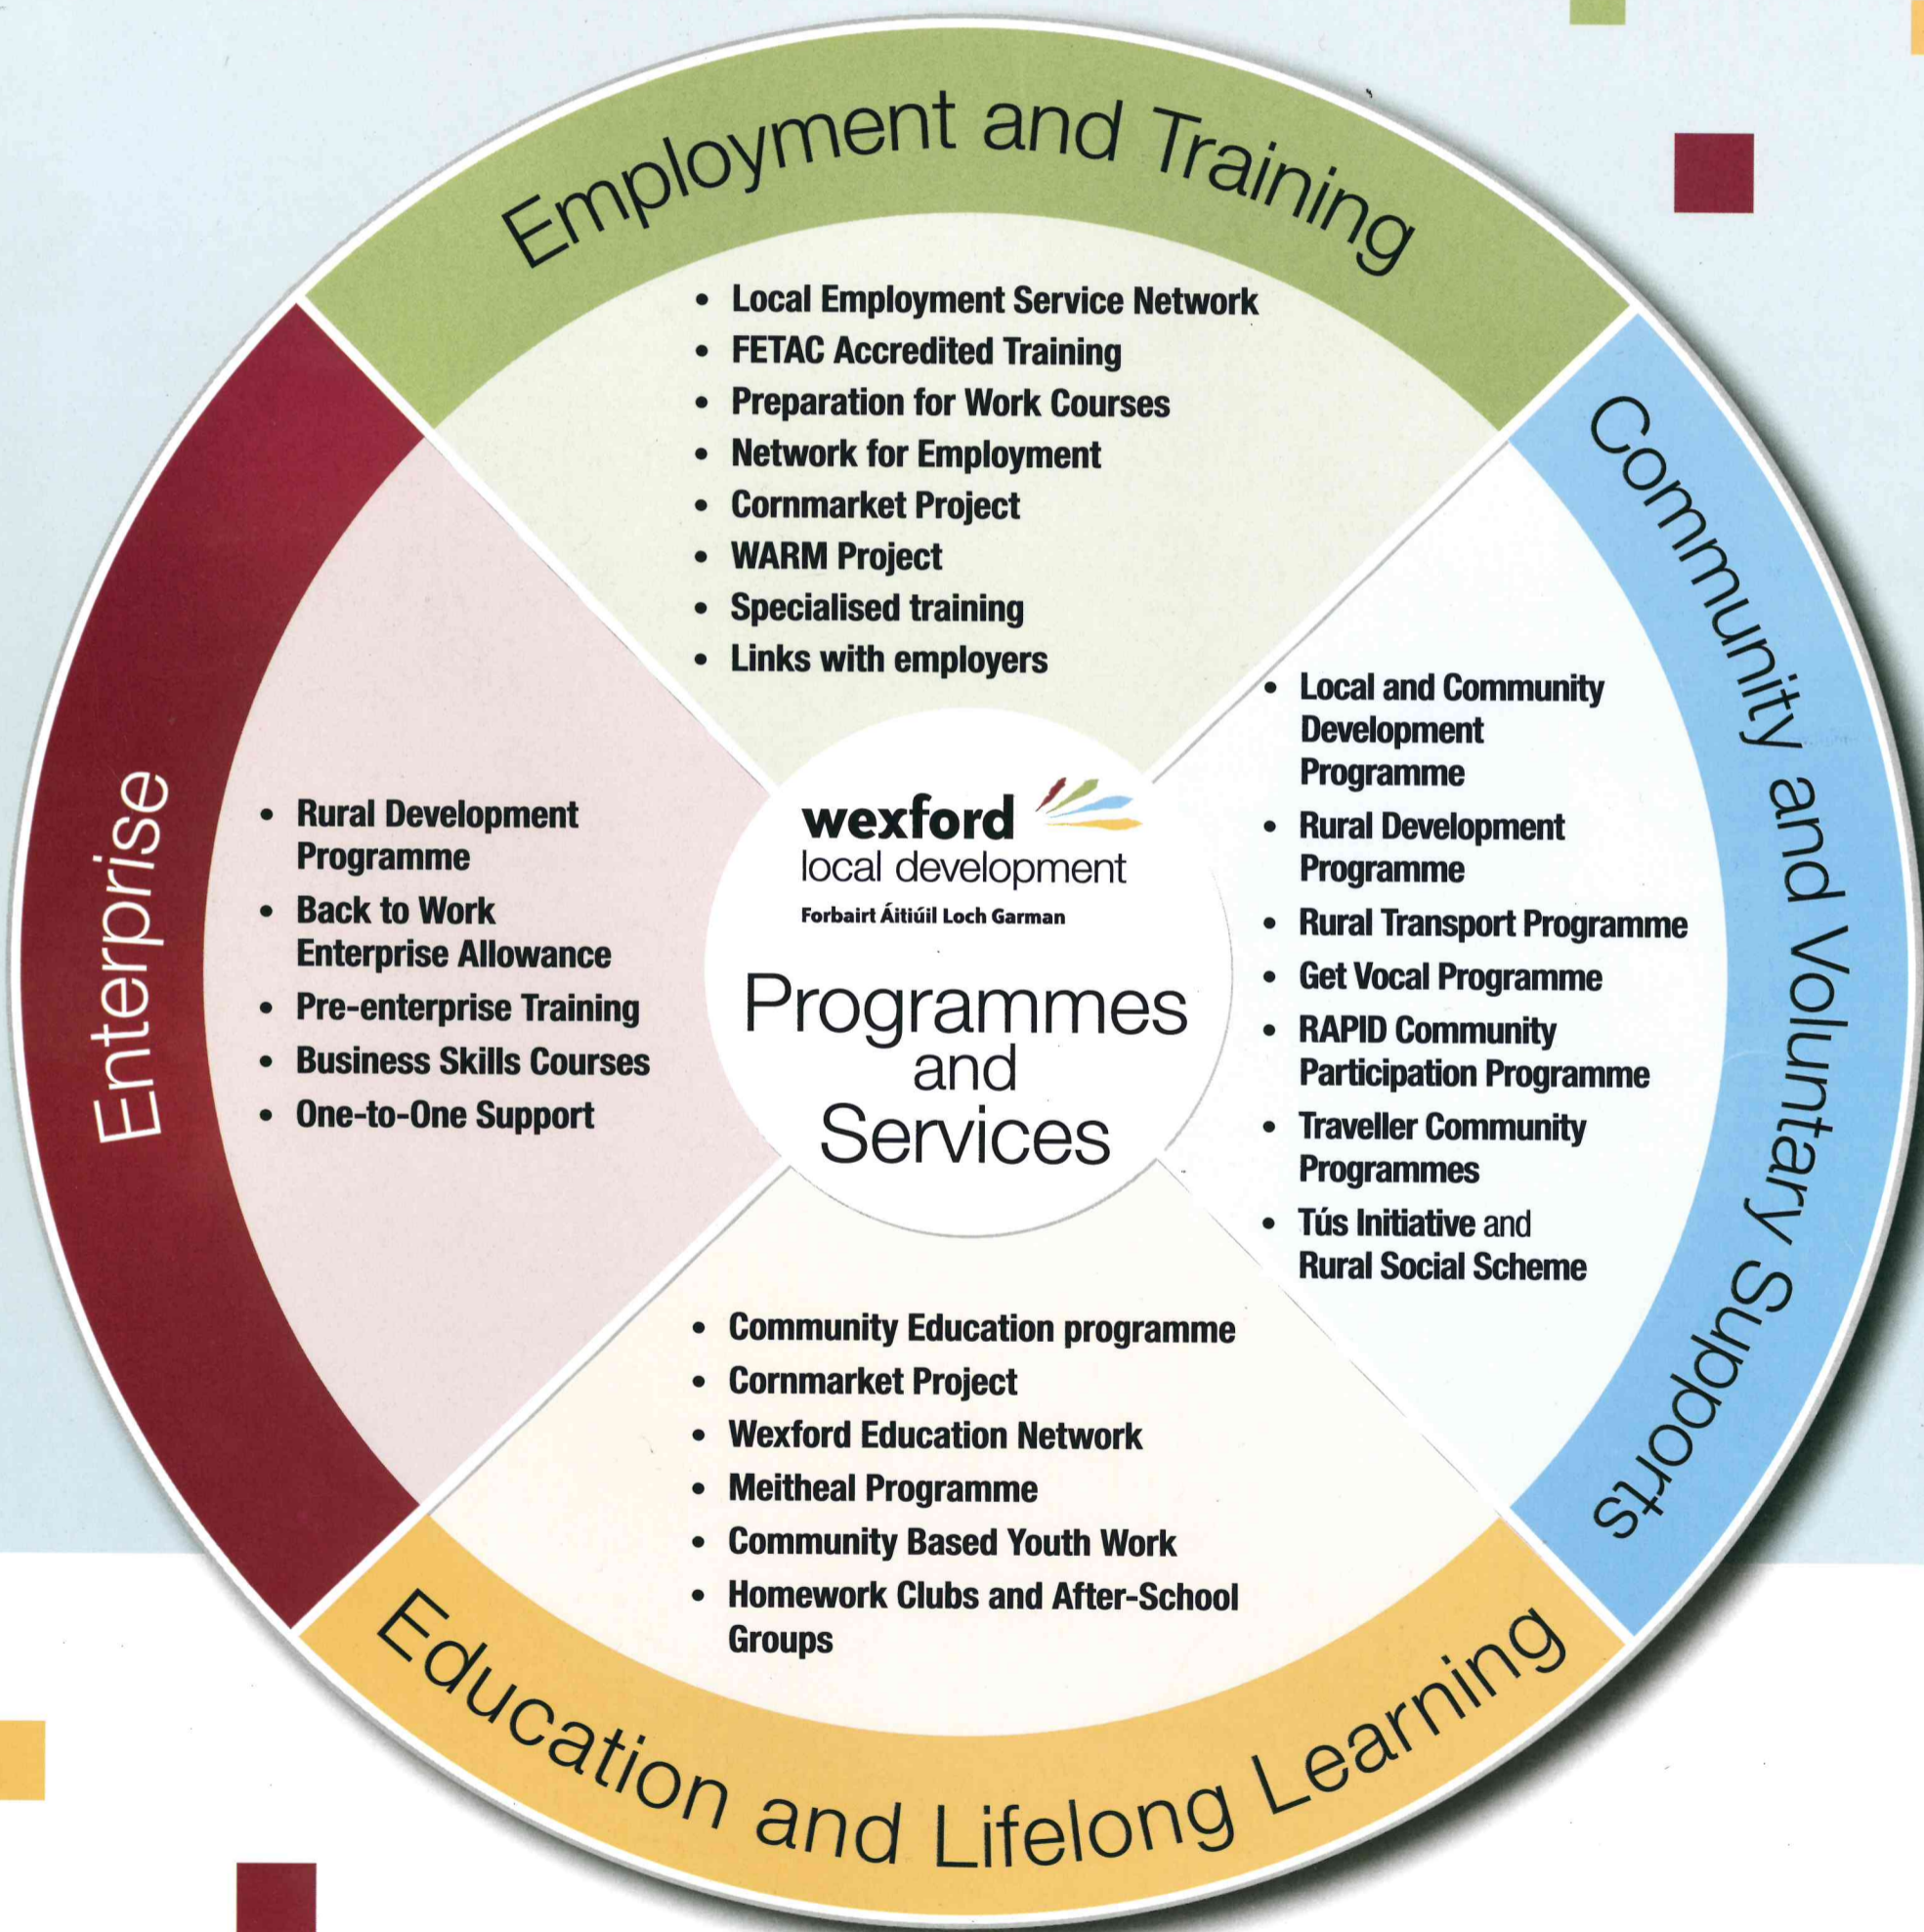 Employment and Training
• Local Employment Service Network
• FETAC Accredited Training
• Preparation for Work Courses
• Network for Employment
• Cornmarket Project
• WARM Project
• Specialised training
• Links with employers
Community and Voluntary Supports
• Local and Community
Development
Programme
• Rural Development
Programme
• Rural Transport Programme
• Get Vocal Programme
• RAPID Community
Participation Programme
• Traveller Community
Programmes
• Tús Initiative and
Rural Social Scheme
Enterprise
• Rural Development
Programme
• Back to Work
Enterprise Allowance
• Pre-enterprise Training
• Business Skills Courses
• One-to-One Support
wexford
local development
Forbairt Áitiúil Loch Garman
Programmes
and
Services
• Community Education programme
• Cornmarket Project
• Wexford Education Network
• Meitheal Programme
• Community Based Youth Work
• Homework Clubs and After-School
Groups
Education and Lifelong Learning